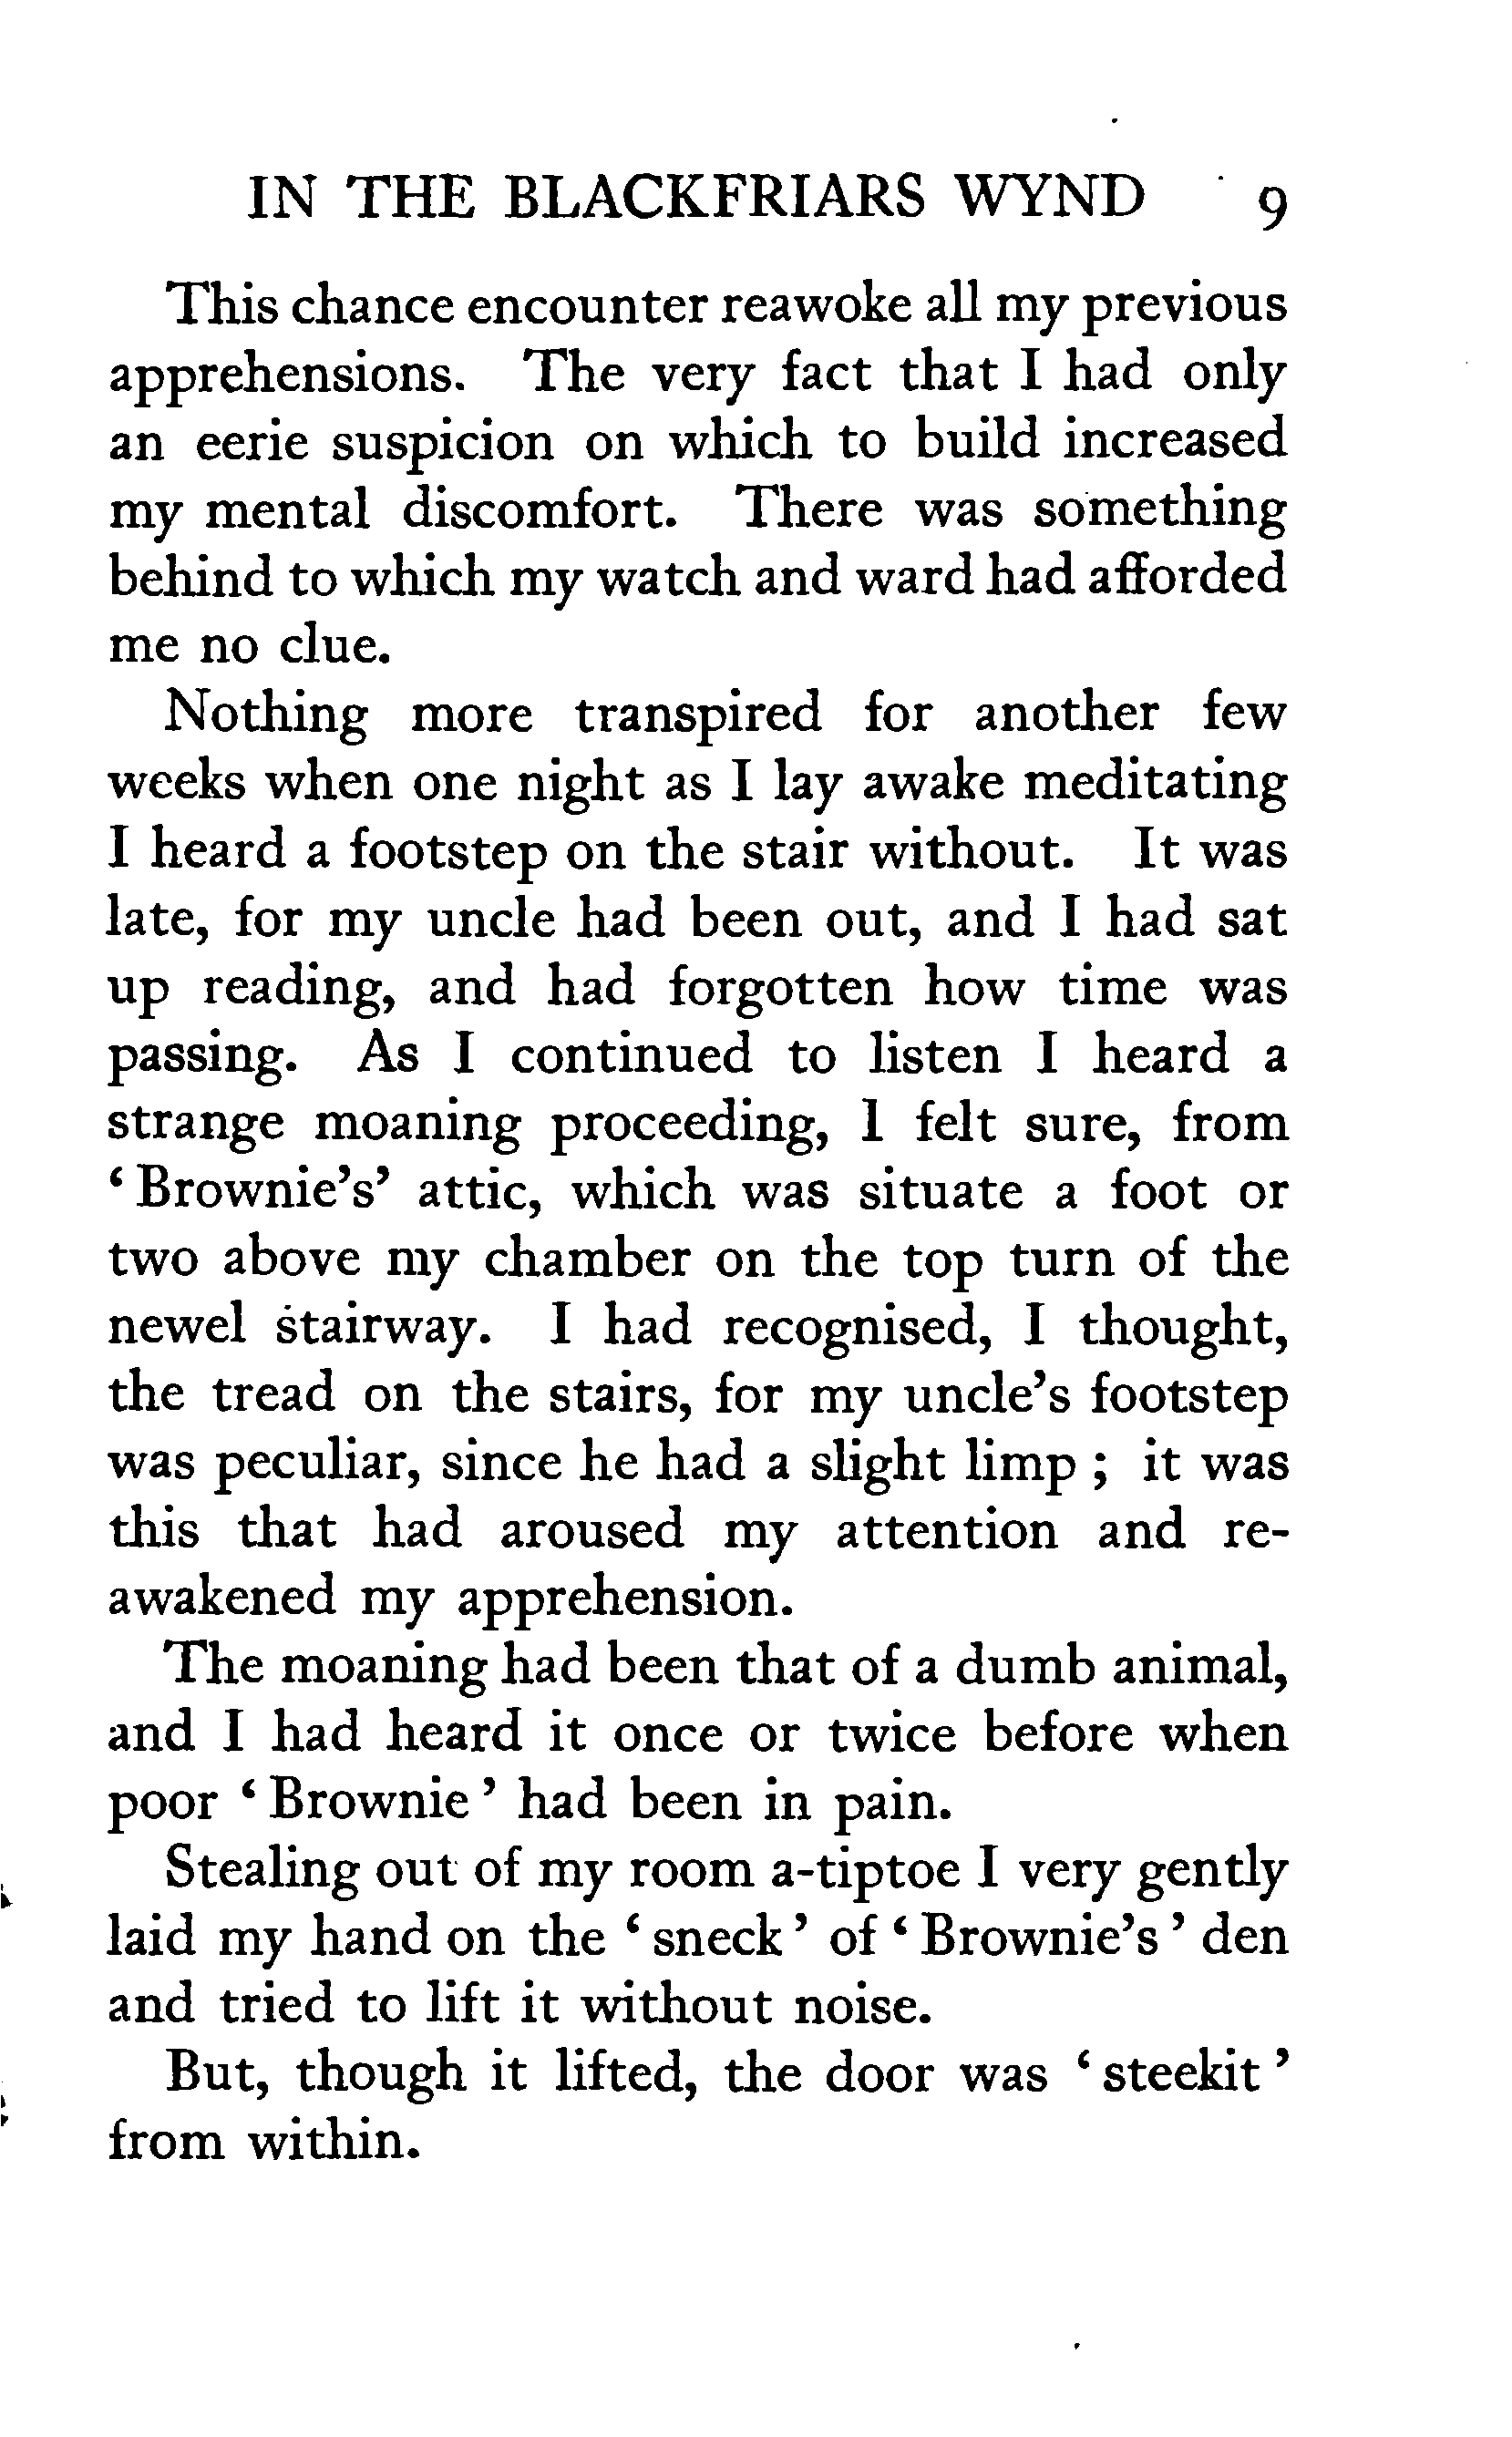 IN THE BLACKFRIARS WYND 9
This chance encounter reawoke all my previous
apprehensions. The very fact that I had only
an eerie suspicion on which to build increased
my mental discomfort. There was something
behind to which my watch and ward had afforded
me no clue.
Nothing more transpired for another few
weeks when one night as I lay awake meditating
I heard a footstep on the stair without. It was
late, for my uncle had been out, and I had sat
up reading, and had forgotten how time was
passing. As I continued to listen I heard a
strange moaning proceeding, I felt sure, from
‘ Brownie’s’ attic, which was situate a foot or
two above my chamber on the top turn of the
newel stairway. I had recognised, I thought,
the tread on the stairs, for my uncle’s footstep
was peculiar, since he had a slight limp ; it was
this that had aroused my attention and re-
awakened my apprehension.
The moaning had been that of a dumb animal,
and I had heard it once or twice before when
poor ‘ Brownie ’ had been in pain.
Stealing out of my room a-tiptoe I very gently
laid my hand on the ‘ sneck ’ of ‘ Brownie’s ’ den
and tried to lift it without noise.
But, though it lifted, the door was ‘ steekit ’
from within.